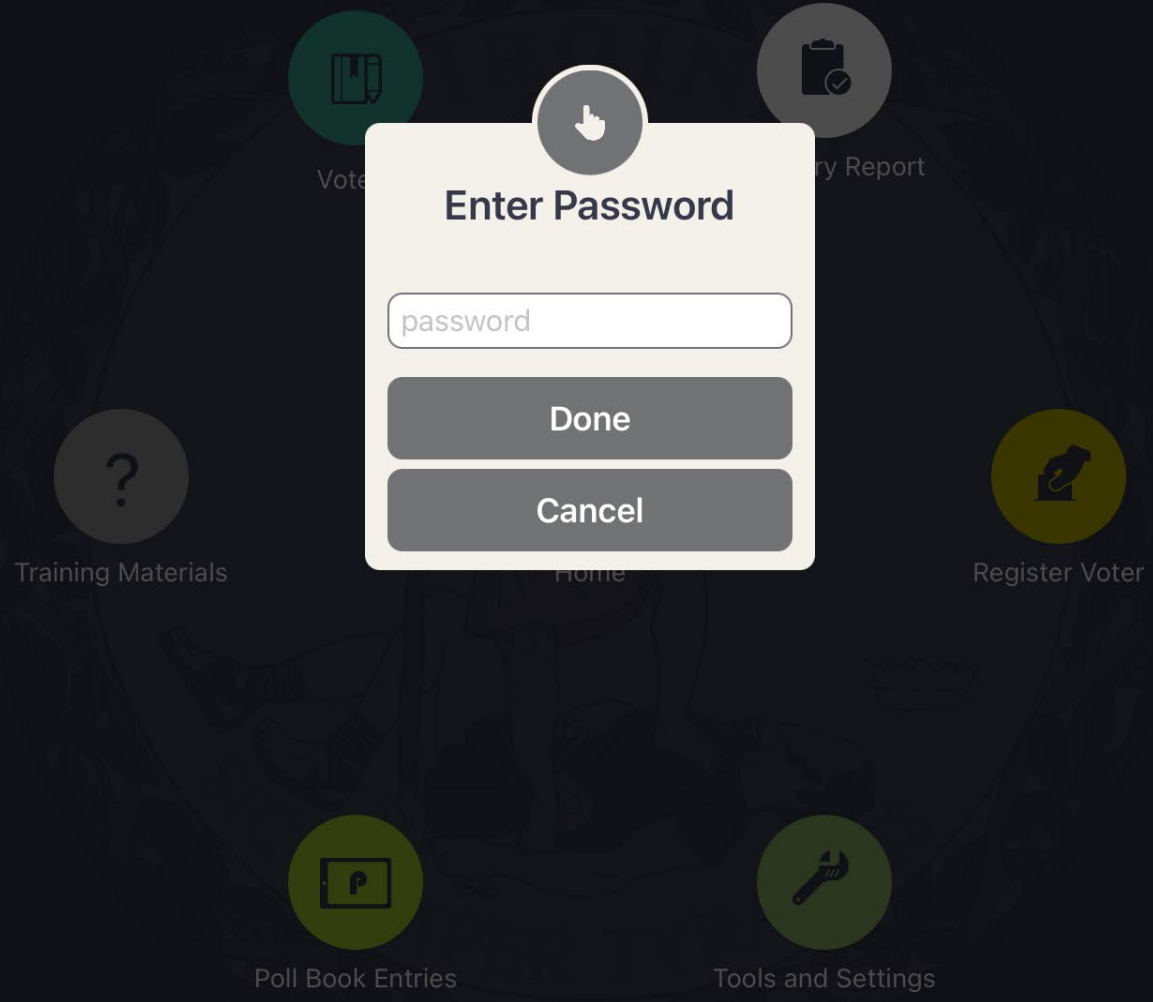 Enter Password
password
Done
Cancel
Vote
ry Report
Training Materials
Home
Register Voter
Poll Book Entries
Tools and Settings